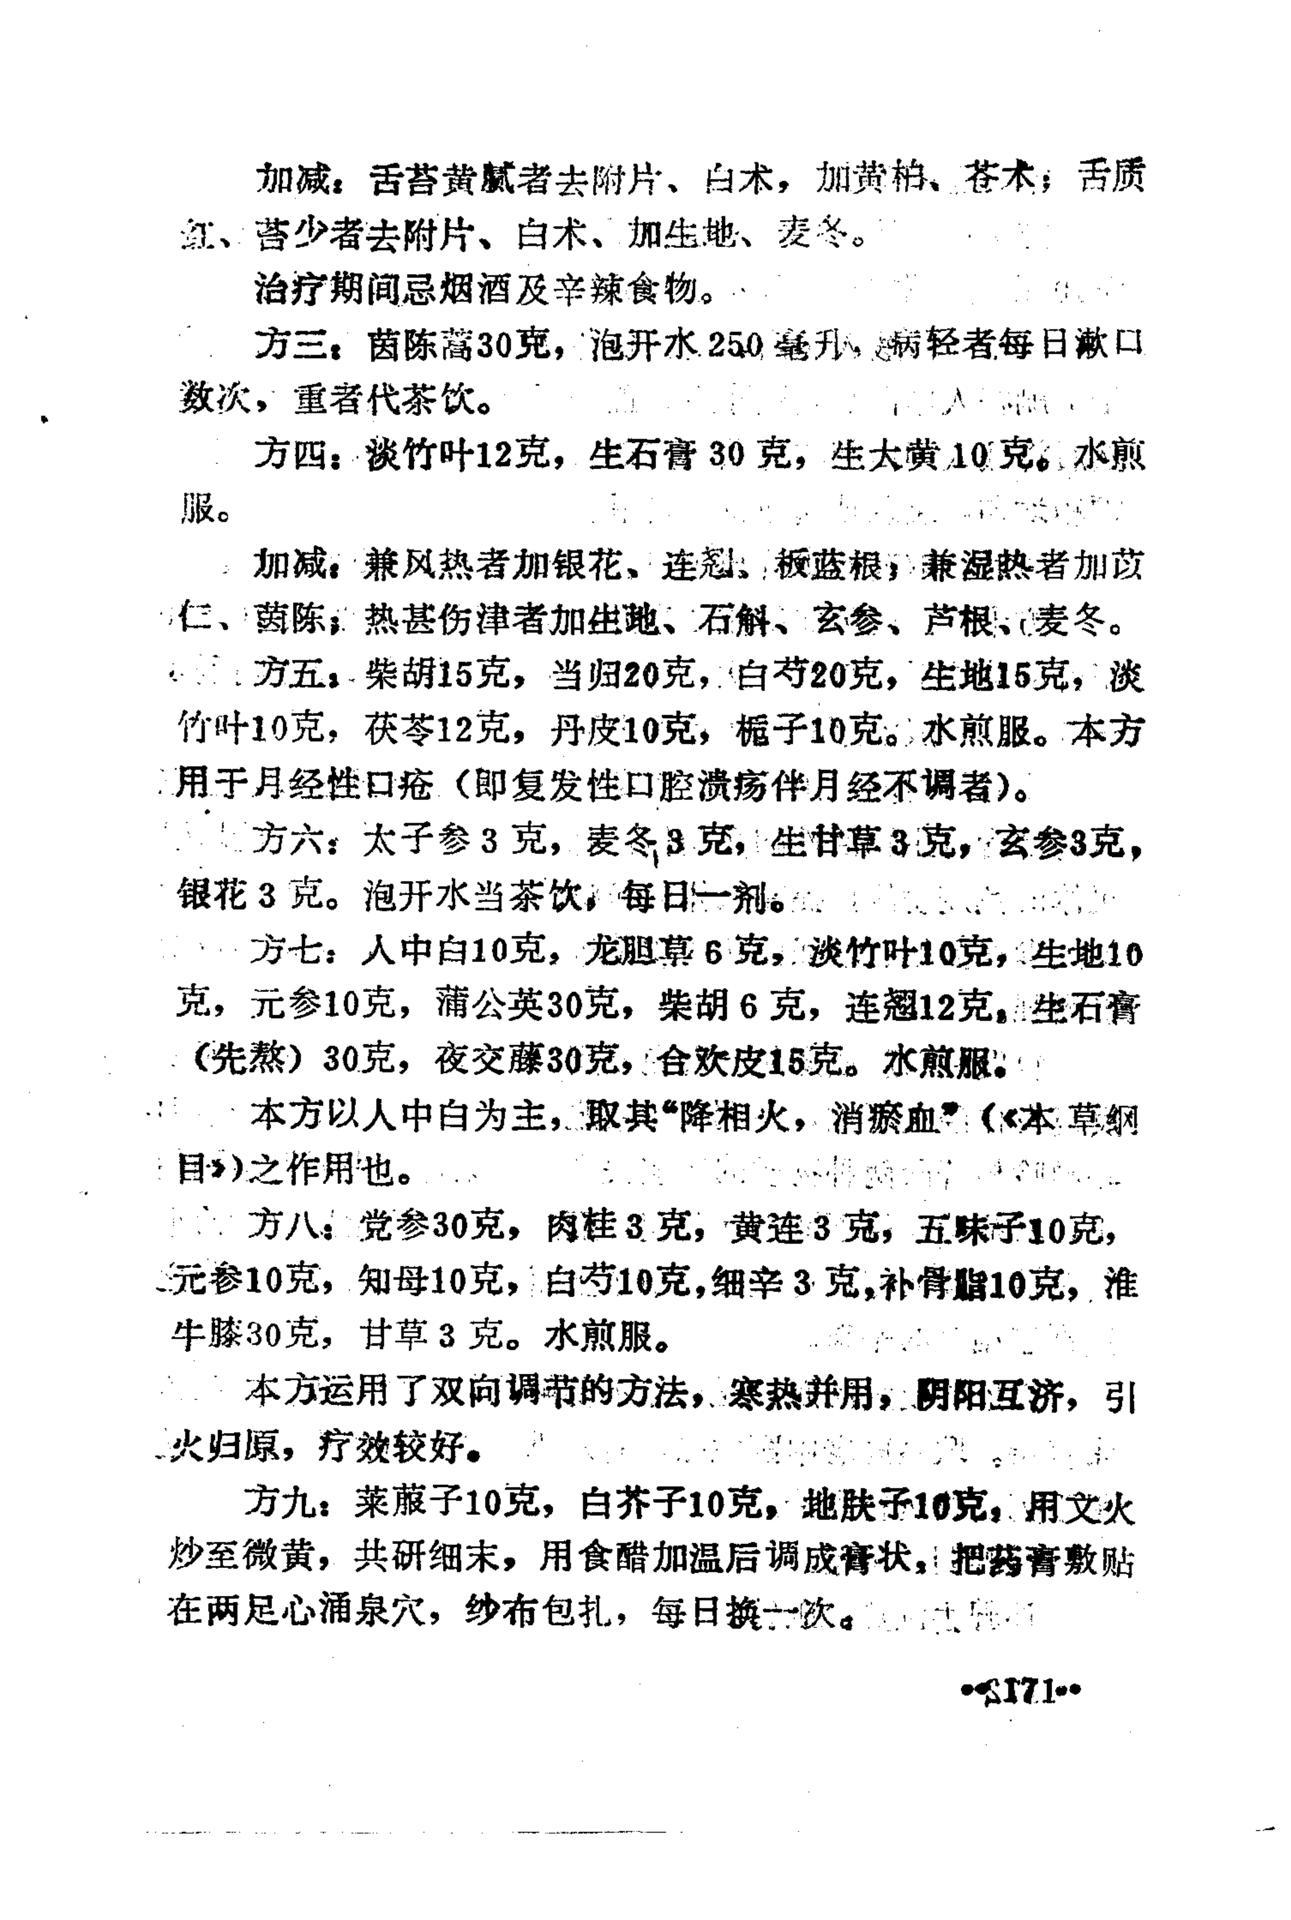 加减：舌苔黄腻者去附片、白术，加黄柏、苍术；舌质
红、苔少者去附片、白术、加生地、麦冬。
治疗期间忌烟酒及辛辣食物。
方三：茵陈蒿30克，泡开水250毫升，病轻者每日漱口
数次，重者代茶饮。
方四：淡竹叶12克，生石膏30克，生大黄10克。水煎
服。
加减：兼风热者加银花、连翘、板蓝根；兼湿热者加苡
仁、茵陈；热甚伤津者加生地、石斛、玄参、芦根、麦冬。
方五：柴胡15克，当归20克，白芍20克，生地15克，淡
竹叶10克，茯苓12克，丹皮10克，栀子10克。水煎服。本方
用于月经性口疮（即复发性口腔溃疡伴月经不调者）。
方六：太子参3克，麦冬3克，生甘草3克，玄参3克，
银花3克。泡开水当茶饮，每日一剂。
方七：人中白10克，龙胆草6克，淡竹叶10克，生地10
克，元参10克，蒲公英30克，柴胡6克，连翘12克，生石膏
（先熬）30克，夜交藤30克，合欢皮15克。水煎服。
本方以人中白为主，取其“降相火，消瘀血”（《本草纲
目》）之作用也。
方八：党参30克，肉桂3克，黄连3克，五味子10克，
元参10克，知母10克，白芍10克，细辛3克，补骨脂10克，淮
牛膝30克，甘草3克。水煎服。
本方运用了双向调节的方法，寒热并用，阴阳互济，引
火归原，疗效较好。
方九：莱菔子10克，白芥子10克，地肤子10克，用文火
炒至微黄，共研细末，用食醋加温后调成膏状，把药膏敷贴
在两足心涌泉穴，纱布包扎，每日换一次。